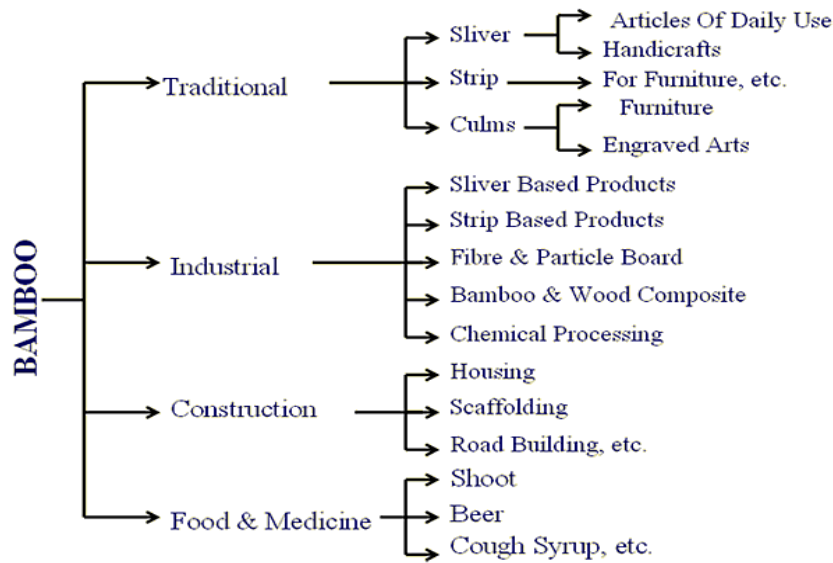 BAMBOO
Traditional
Sliver
Articles Of Daily Use
Handicrafts
Strip
For Furniture, etc.
Culms
Furniture
Engraved Arts
Industrial
Sliver Based Products
Strip Based Products
Fibre & Particle Board
Bamboo & Wood Composite
Chemical Processing
Construction
Housing
Scaffolding
Road Building, etc.
Food & Medicine
Shoot
Beer
Cough Syrup, etc.